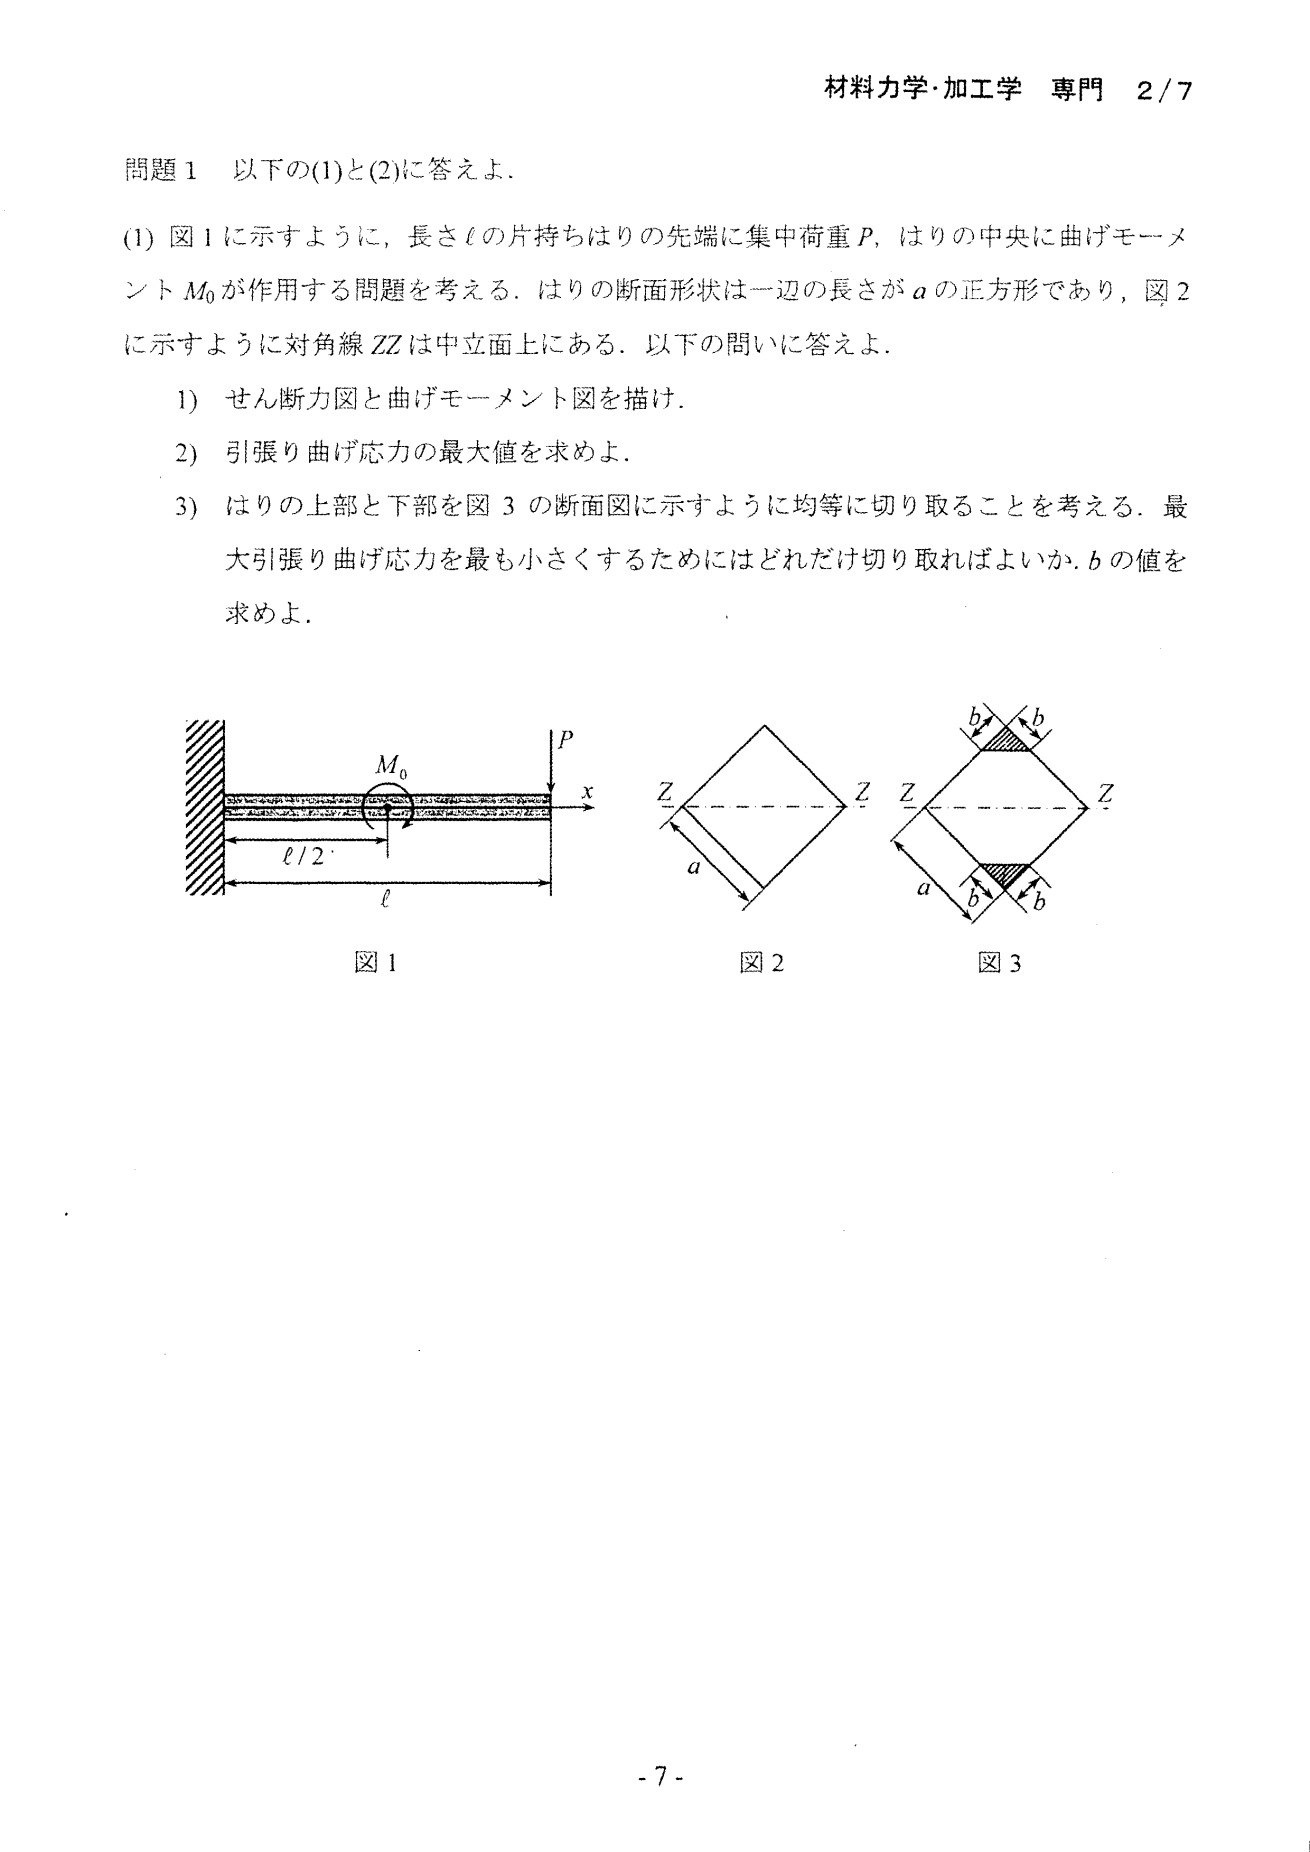 材料力学・加工学　専門　2/7
問題1　以下の(1)と(2)に答えよ.
(1) 図1に示すように, 長さℓの片持ちはりの先端に集中荷重P, はりの中央に曲げモーメ
ントM₀が作用する問題を考える. はりの断面形状は一辺の長さがaの正方形であり, 図2
に示すように対角線ZZは中立面上にある. 以下の問いに答えよ.
1) せん断力図と曲げモーメント図を描け.
2) 引張り曲げ応力の最大値を求めよ.
3) はりの上部と下部を図3の断面図に示すように均等に切り取ることを考える. 最
大引張り曲げ応力を最も小さくするためにはどれだけ切り取ればよいか. bの値を
求めよ.
P
M₀
x
ℓ/2
ℓ
図1
Z Z
a
図2
b b
Z Z
a
b b
図3
- 7 -